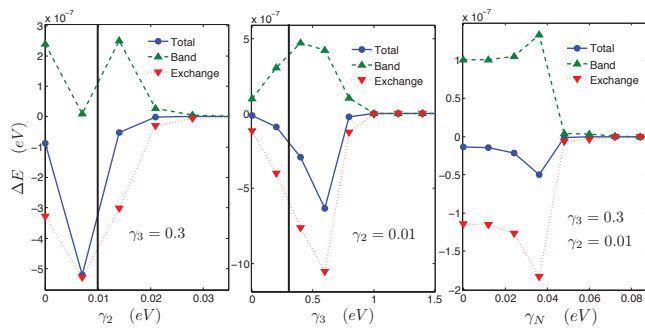 x 10⁻⁷
3
2
1
0
−1
−2
−3
−4
−5
ΔE (eV)
Total
Band
Exchange
γ₃ = 0.3
0 0.01 0.02 0.03
γ₂ (eV)
x 10⁻⁷
5
0
−5
−10
Total
Band
Exchange
γ₂ = 0.01
0 0.5 1.0 1.5
γ₃ (eV)
x 10⁻⁷
1
0.5
0
−0.5
−1
−1.5
−2
Total
Band
Exchange
γ₃ = 0.3
γ₂ = 0.01
0 0.02 0.04 0.06 0.08
γ_N (eV)